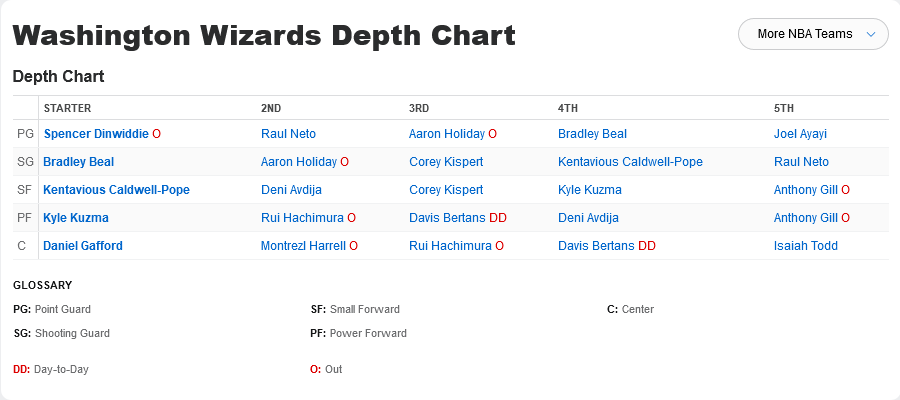 Washington Wizards Depth Chart
More NBA Teams
Depth Chart
STARTER 2ND 3RD 4TH 5TH
PG Spencer Dinwiddie O Raul Neto Aaron Holiday O Bradley Beal Joel Ayayi
SG Bradley Beal Aaron Holiday O Corey Kispert Kentavious Caldwell-Pope Raul Neto
SF Kentavious Caldwell-Pope Deni Avdija Corey Kispert Kyle Kuzma Anthony Gill O
PF Kyle Kuzma Rui Hachimura O Davis Bertans DD Deni Avdija Anthony Gill O
C Daniel Gafford Montrezl Harrell O Rui Hachimura O Davis Bertans DD Isaiah Todd
GLOSSARY
PG: Point Guard SF: Small Forward C: Center
SG: Shooting Guard PF: Power Forward
DD: Day-to-Day O: Out